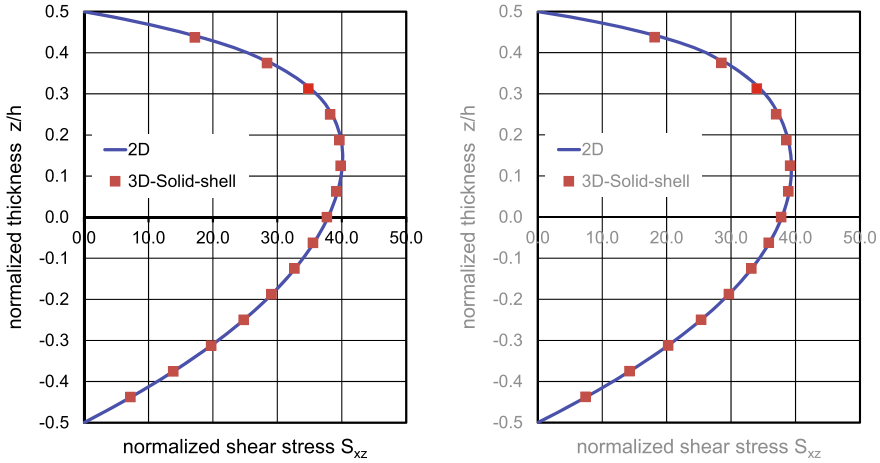 0.5
0.4
0.3
0.2
0.1
0.0
-0.1
-0.2
-0.3
-0.4
-0.5
0.0 10.0 20.0 30.0 40.0 50.0
2D
3D-Solid-shell
normalized thickness z/h
normalized shear stress Sxz
0.5
0.4
0.3
0.2
0.1
0.0
-0.1
-0.2
-0.3
-0.4
-0.5
0.0 10.0 20.0 30.0 40.0 50.0
2D
3D-Solid-shell
normalized thickness z/h
normalized shear stress Sxz